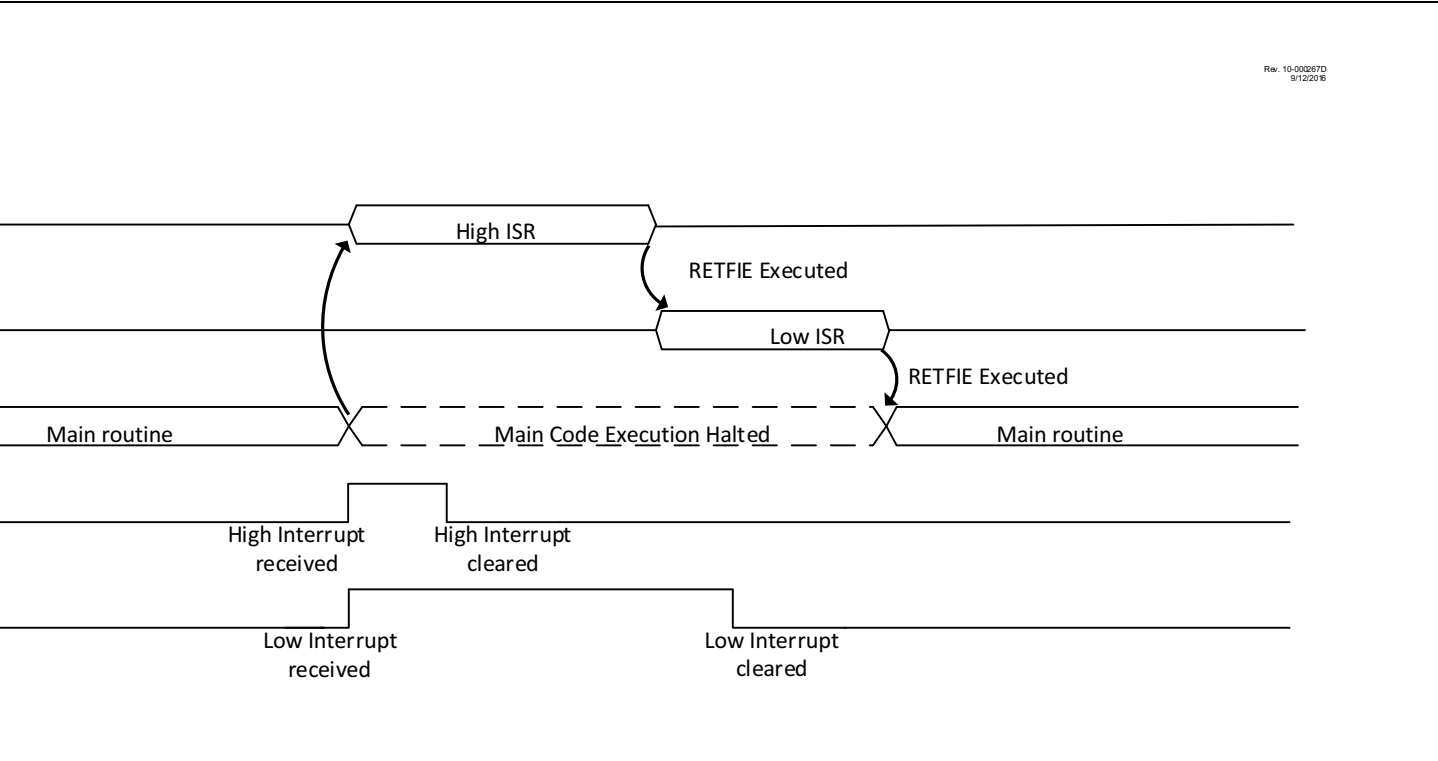 Rev. 10-000267D
9/12/2016
High ISR
RETFIE Executed
Low ISR
RETFIE Executed
Main routine
Main Code Execution Halted
Main routine
High Interrupt
received
High Interrupt
cleared
Low Interrupt
received
Low Interrupt
cleared